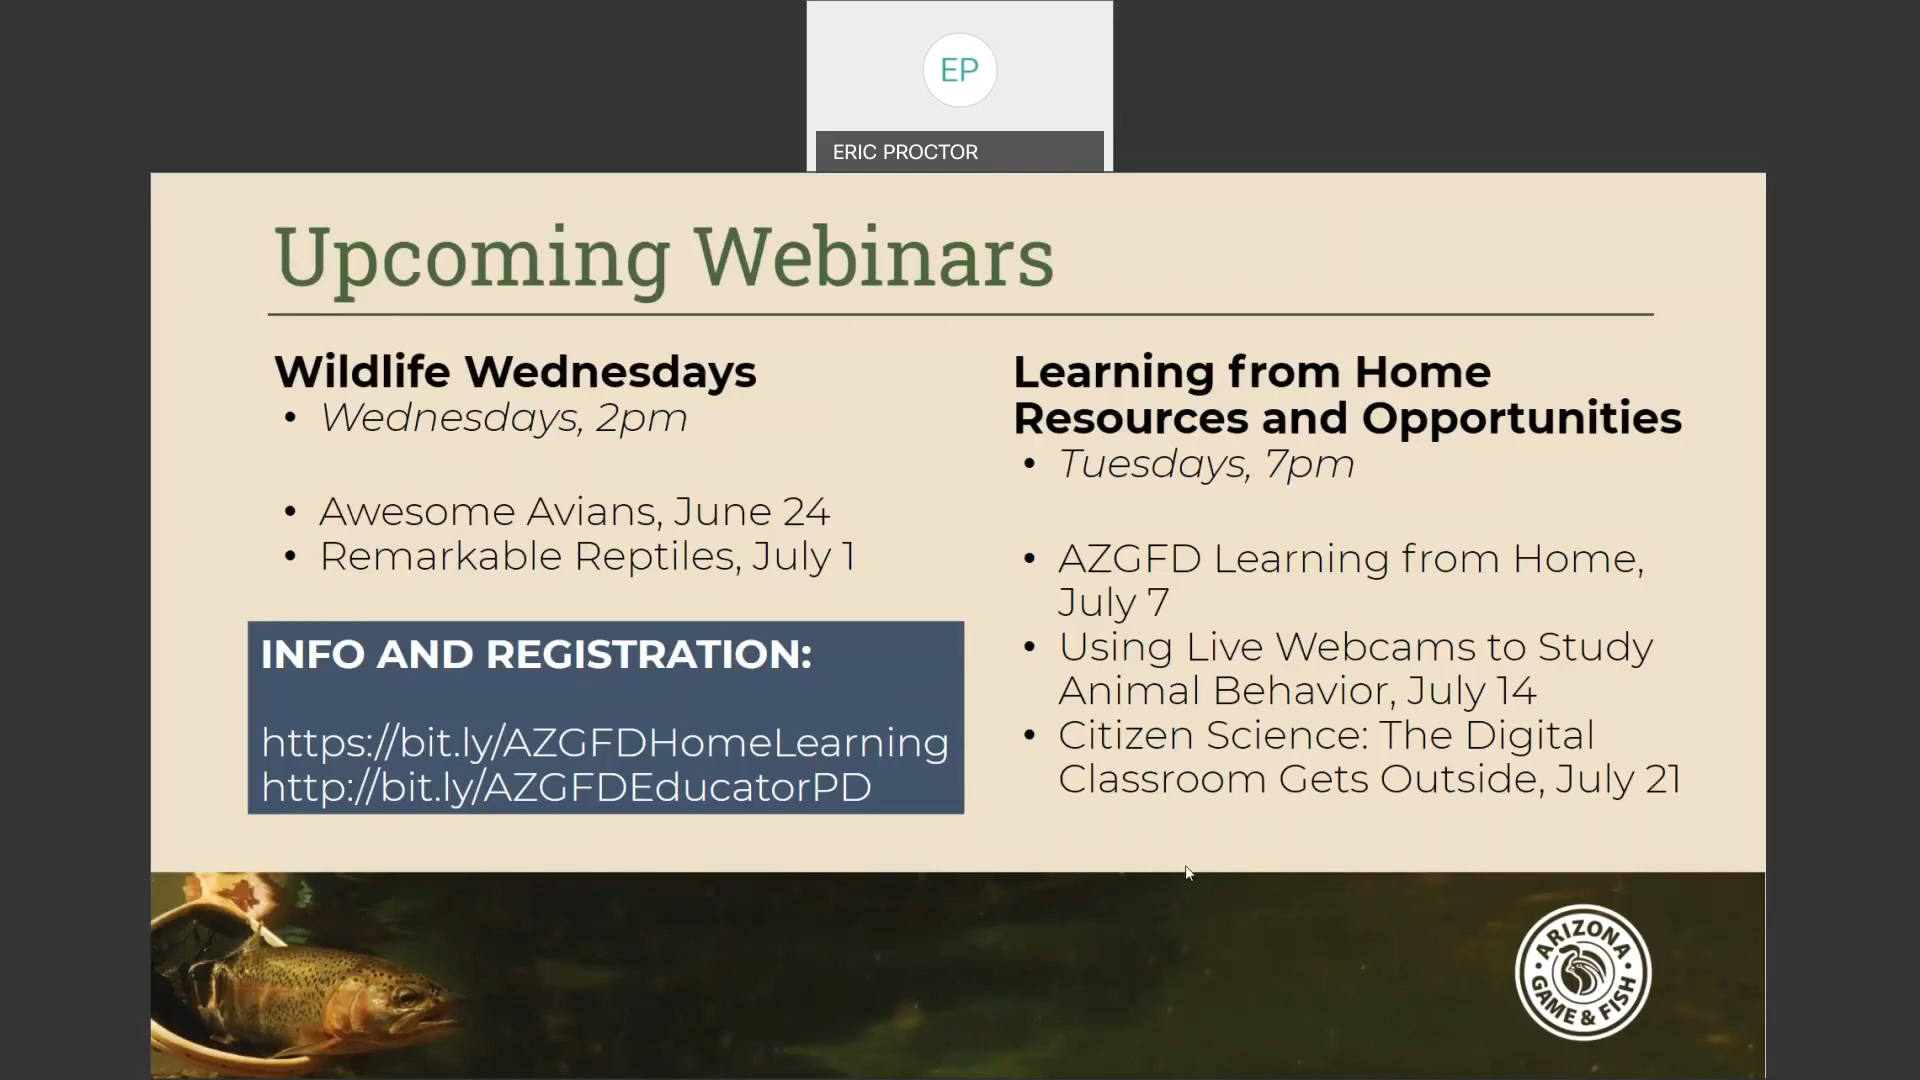 EP
ERIC PROCTOR
Upcoming Webinars
Wildlife Wednesdays
• Wednesdays, 2pm
• Awesome Avians, June 24
• Remarkable Reptiles, July 1
INFO AND REGISTRATION:
https://bit.ly/AZGFDHomeLearning
http://bit.ly/AZGFDEducatorPD
Learning from Home
Resources and Opportunities
• Tuesdays, 7pm
• AZGFD Learning from Home,
July 7
• Using Live Webcams to Study
Animal Behavior, July 14
• Citizen Science: The Digital
Classroom Gets Outside, July 21
ARIZONA
GAME & FISH